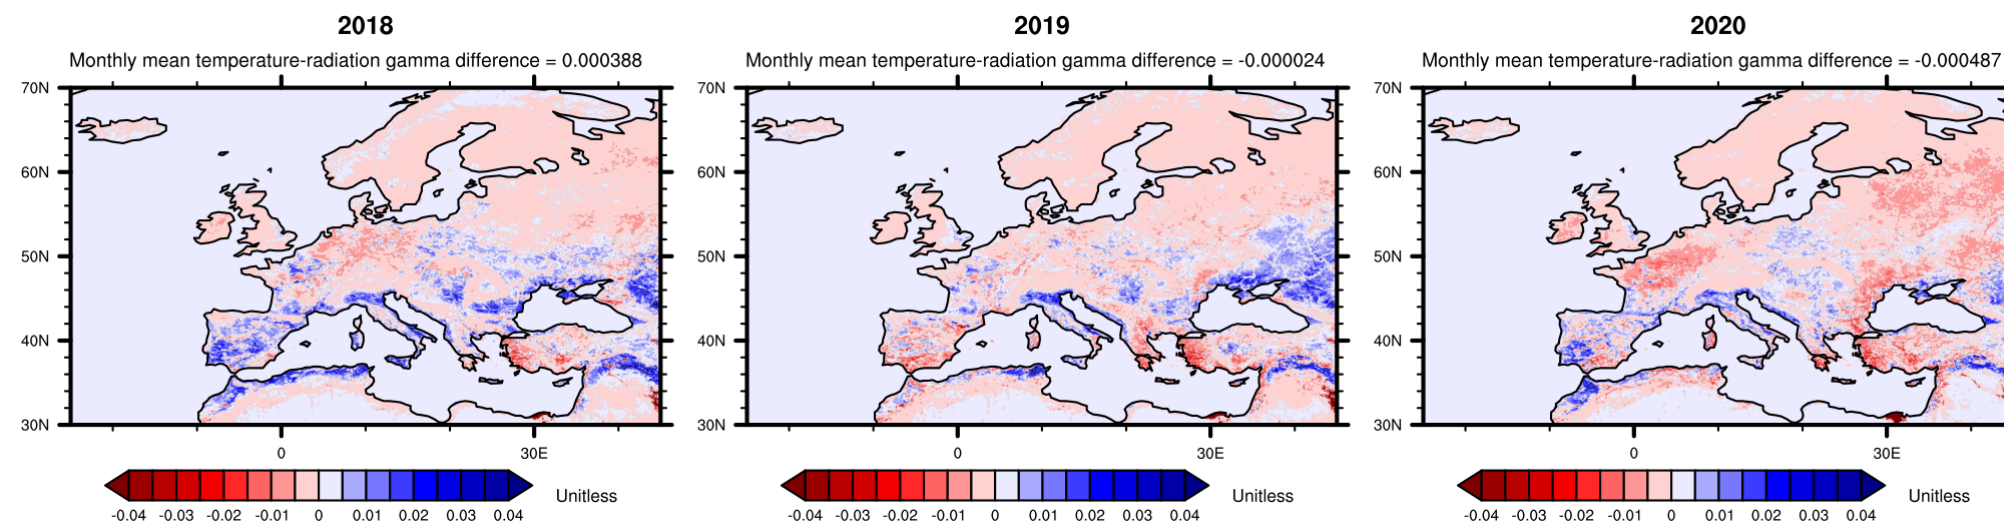 2018
Monthly mean temperature-radiation gamma difference = 0.000388
70N
60N
50N
40N
30N
0
30E
-0.04 -0.03 -0.02 -0.01 0 0.01 0.02 0.03 0.04
Unitless
2019
Monthly mean temperature-radiation gamma difference = -0.000024
70N
60N
50N
40N
30N
0
30E
-0.04 -0.03 -0.02 -0.01 0 0.01 0.02 0.03 0.04
Unitless
2020
Monthly mean temperature-radiation gamma difference = -0.000487
70N
60N
50N
40N
30N
0
30E
-0.04 -0.03 -0.02 -0.01 0 0.01 0.02 0.03 0.04
Unitless